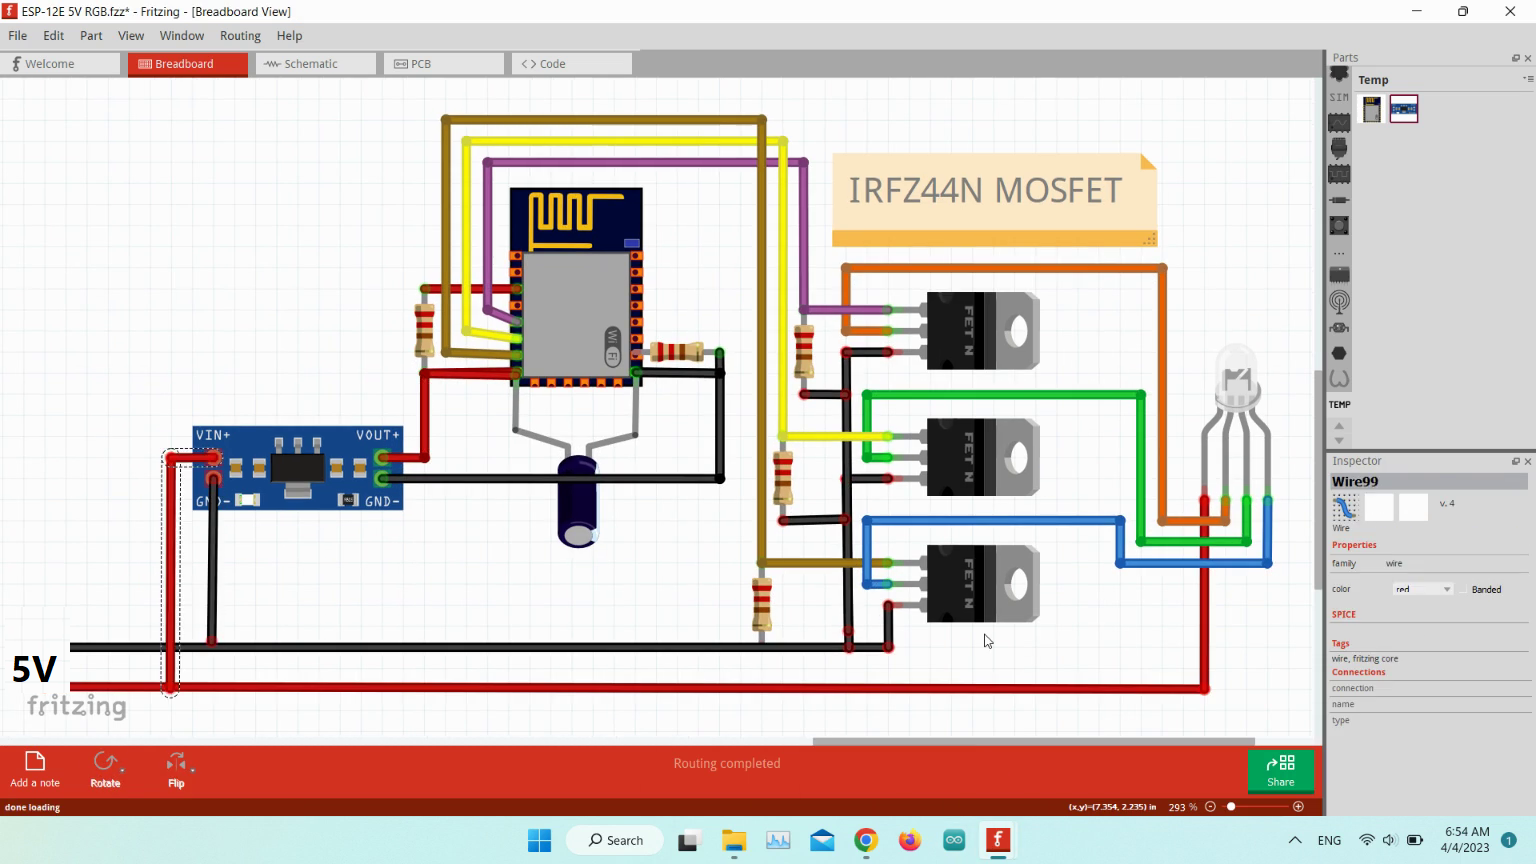 ESP-12E 5V RGB.fzz* - Fritzing - [Breadboard View]
File Edit Part View Window Routing Help
Welcome
Breadboard
Schematic
PCB
Code
Parts
Temp
SIM
TEMP
IRFZ44N MOSFET
WiFi
FET N
FET N
FET N
VIN+
VOUT+
GND-
GND-
5V
fritzing
Inspector
Wire99
v. 4
Wire
Properties
family wire
color red Banded
SPICE
Tags
wire, fritzing core
Connections
connection
name
type
Add a note
Rotate
Flip
Routing completed
Share
done loading
(x,y)=(7.354, 2.235) in 293 %
Search
ENG
6:54 AM
4/4/2023
1